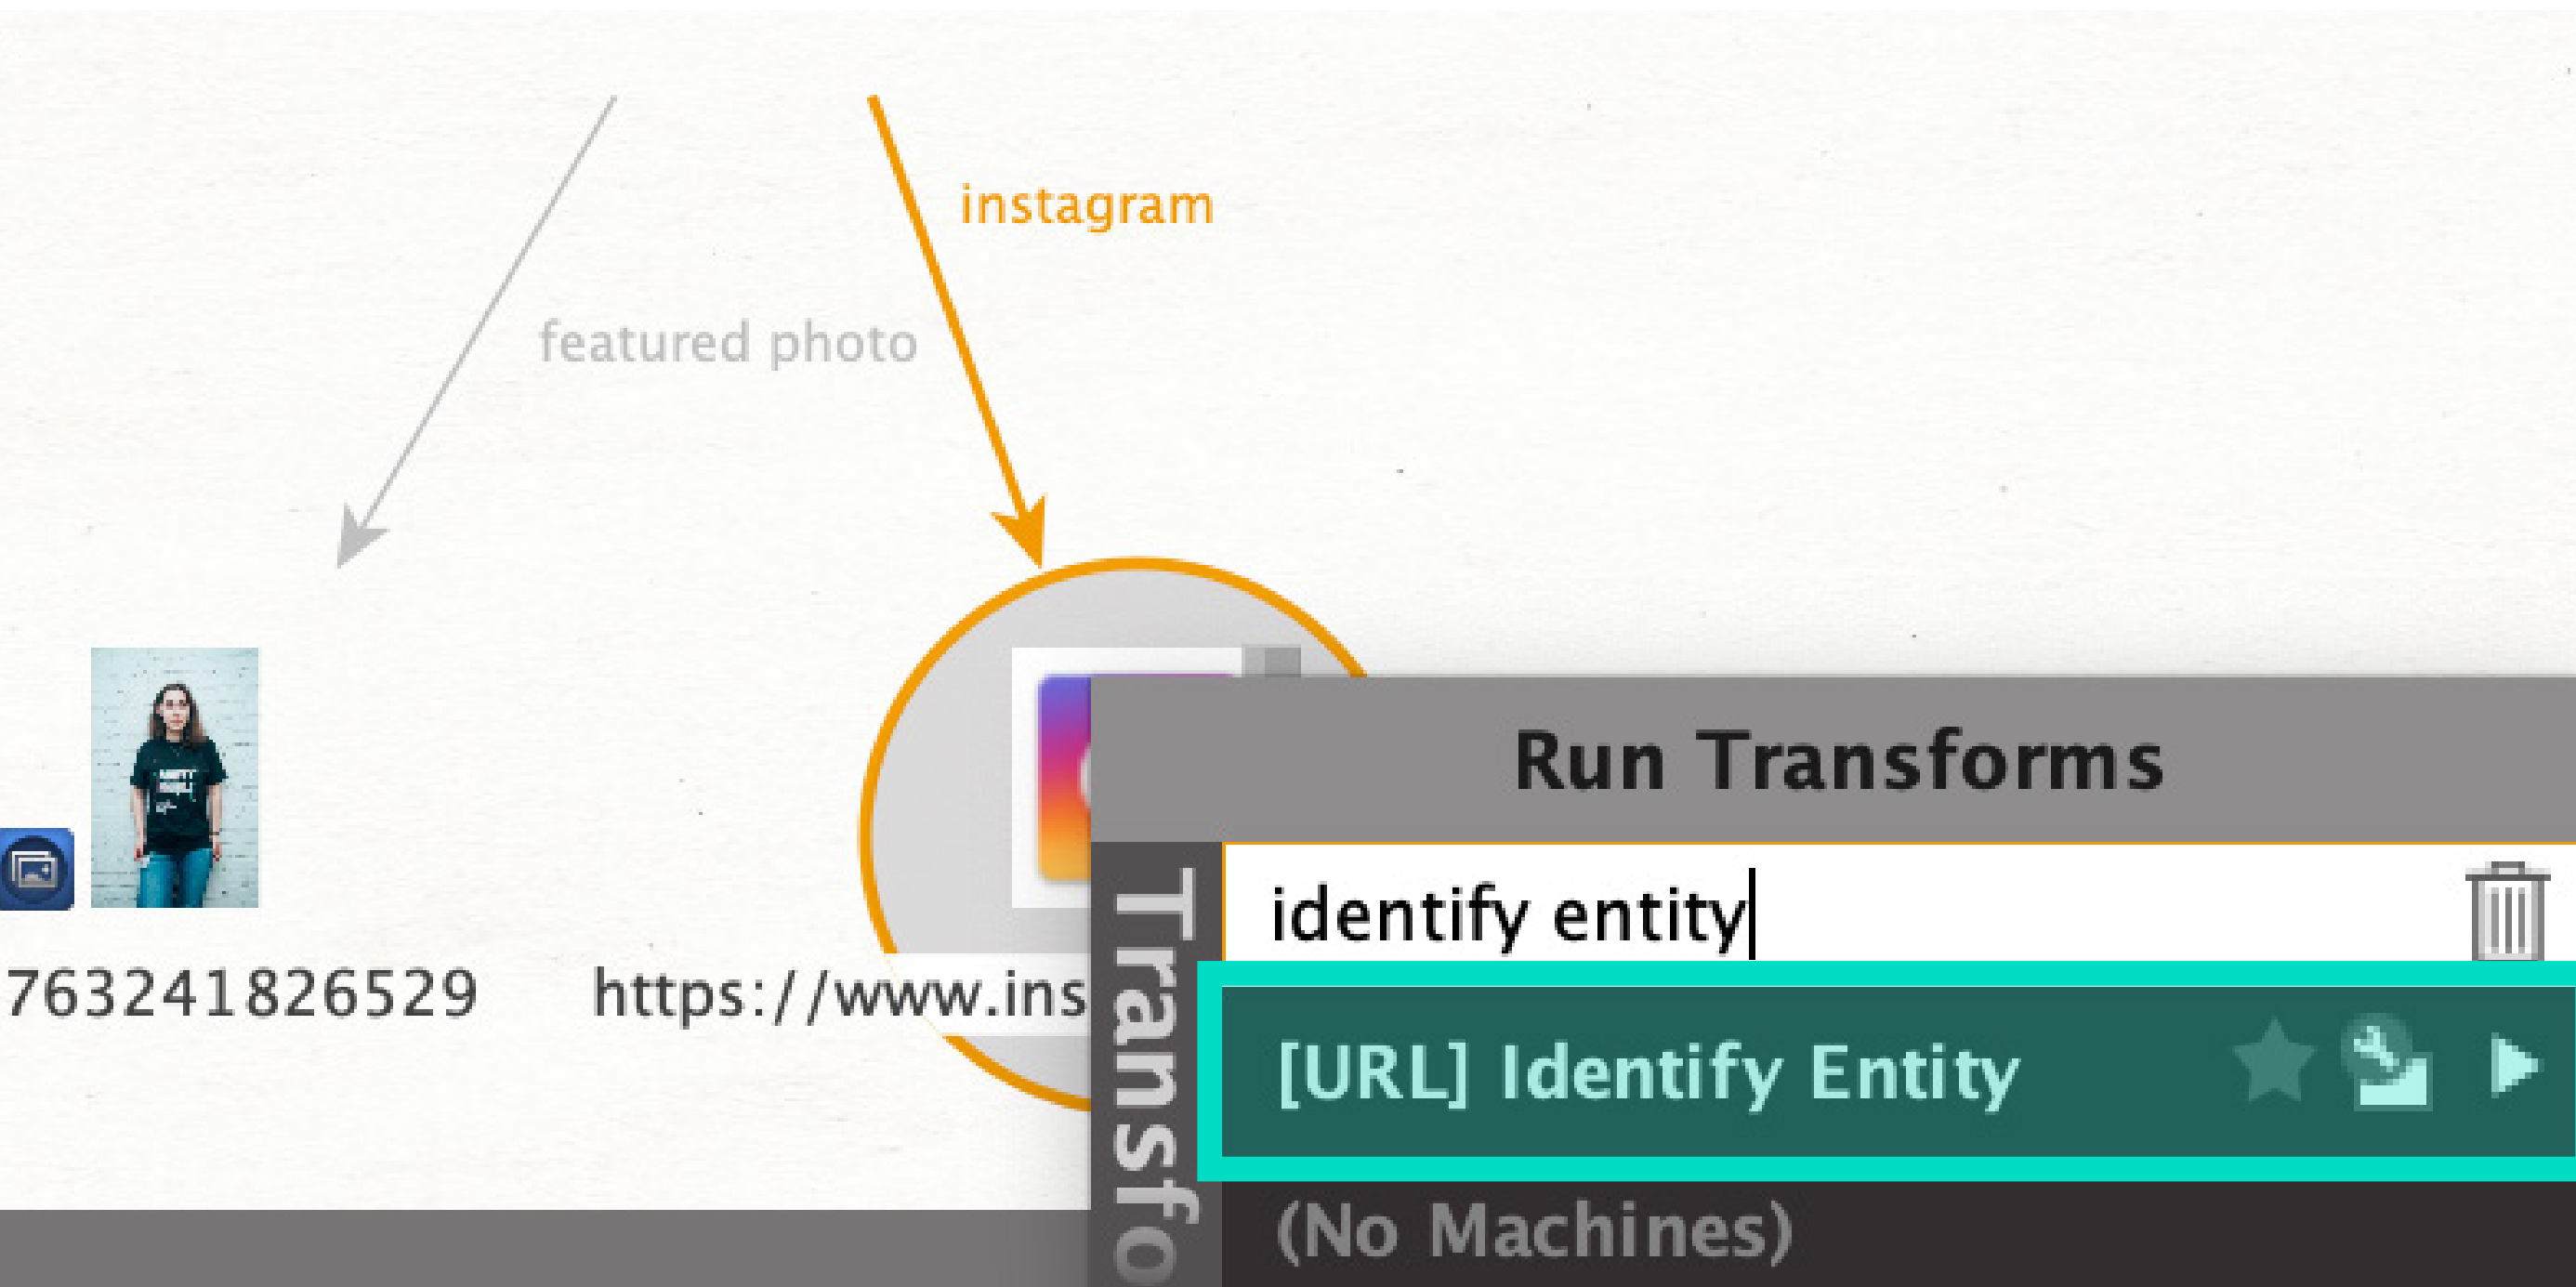 instagram
featured photo
Run Transforms
Transfo
identify entity
763241826529
https://www.ins
[URL] Identify Entity
(No Machines)